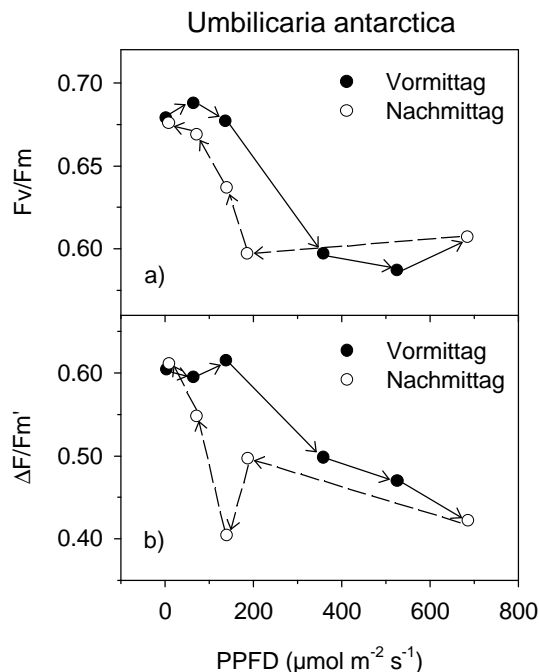 Umbilicaria antarctica
Fv/Fm
0.70
0.65
0.60
Vormittag
Nachmittag
a)
ΔF/Fm'
0.60
0.50
0.40
Vormittag
Nachmittag
b)
0 200 400 600 800
PPFD (µmol m⁻² s⁻¹)